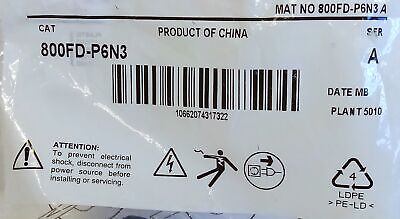 MAT NO 800FD-P6N3 A
CAT
PRODUCT OF CHINA
SER
800FD-P6N3
A
10662074317322
DATE MB
PLANT 5010
ATTENTION:
To prevent electrical
shock, disconnect from
power source before
installing or servicing.
4
LDPE
> PE-LD <